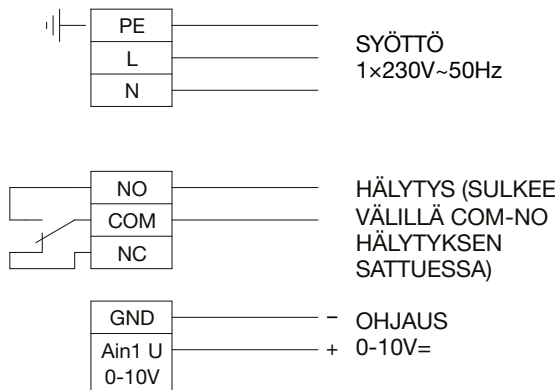 PE
L
N
SYÖTTÖ
1×230V~50Hz
NO
COM
NC
HÄLYTYS (SULKEE
VÄLILLÄ COM-NO
HÄLYTYKSEN
SATTUESSA)
GND
Ain1 U
0-10V
− OHJAUS
+ 0-10V=